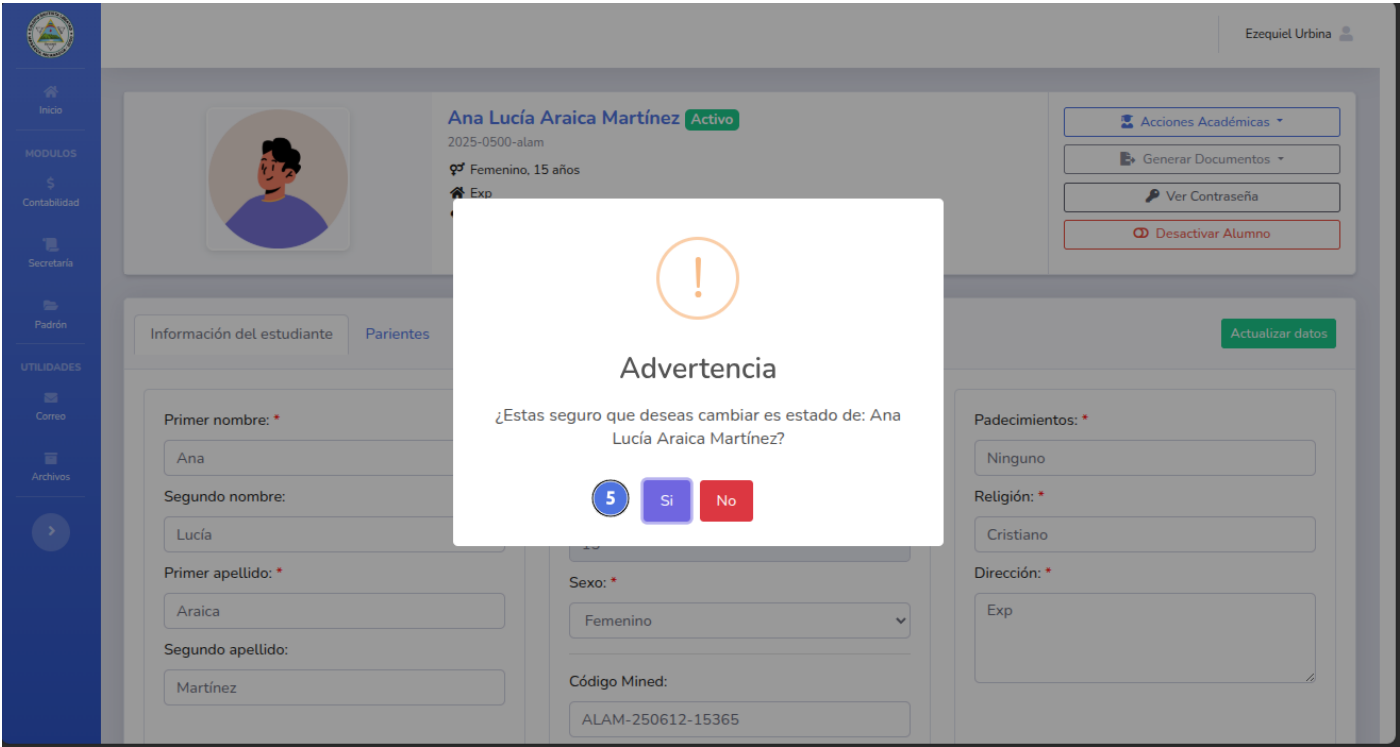 Ezequiel Urbina
Inicio
MODULOS
Contabilidad
Secretaría
Padrón
UTILIDADES
Correo
Archivos
Ana Lucía Araica Martínez Activo
2025-0500-alam
Femenino, 15 años
Exp
Acciones Académicas
Generar Documentos
Ver Contraseña
Desactivar Alumno
Información del estudiante
Parientes
Actualizar datos
!
Advertencia
¿Estas seguro que deseas cambiar es estado de: Ana
Lucía Araica Martínez?
5
Si
No
Primer nombre: *
Ana
Segundo nombre:
Lucía
Primer apellido: *
Araica
Segundo apellido:
Martínez
Sexo: *
Femenino
Código Mined:
ALAM-250612-15365
Padecimientos: *
Ninguno
Religión: *
Cristiano
Dirección: *
Exp